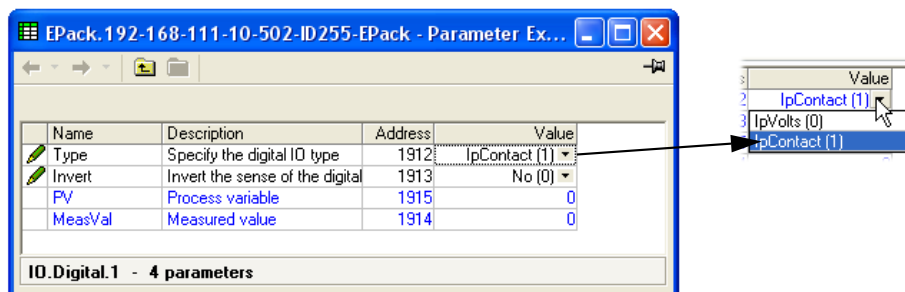 EPack.192-168-111-10-502-ID255-EPack - Parameter Ex...
Name Description Address Value
Type Specify the digital IO type 1912 IpContact (1)
Invert Invert the sense of the digital 1913 No (0)
PV Process variable 1915 0
MeasVal Measured value 1914 0
IO.Digital.1 - 4 parameters
s Value
2 IpContact (1)
3 IpVolts (0)
IpContact (1)